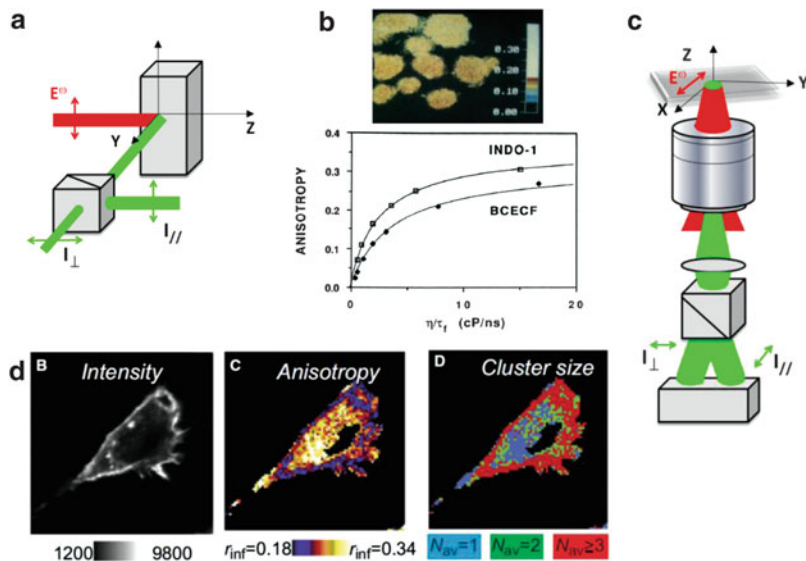 a
E^ω
Z
Y
I_//
I_⊥
b
0.30
0.20
0.10
0.00
0.4
0.3
0.2
0.1
0.0
ANISOTROPY
INDO-1
BCECF
0
10
20
η/τ_f (cP/ns)
c
Z
Y
E^ω
X
I_⊥
I_//
d
B
Intensity
1200
9800
C
Anisotropy
r_inf=0.18
r_inf=0.34
D
Cluster size
N_av=1
N_av=2
N_av≥3